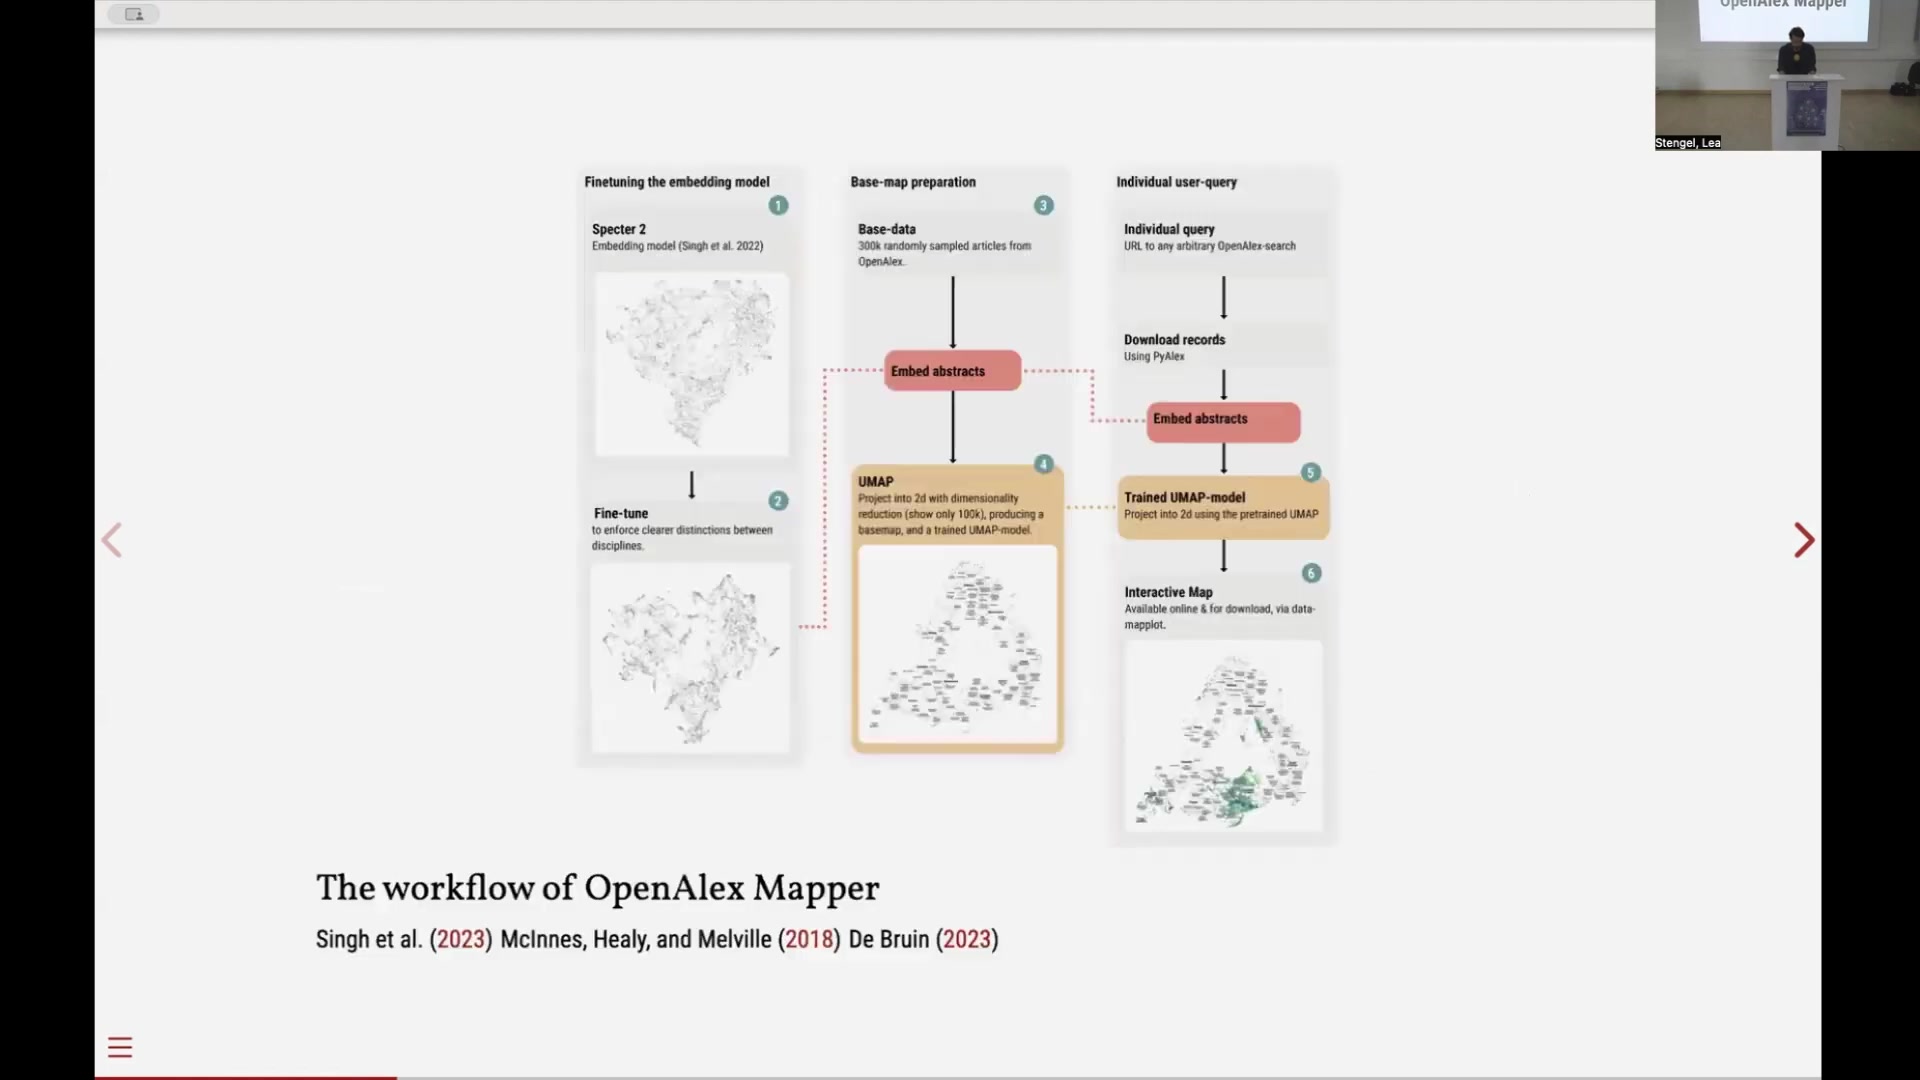 OpenAlex Mapper
Stengel, Lea
Finetuning the embedding model
1
Specter 2
Embedding model (Singh et al. 2022)
2
Fine-tune
to enforce clearer distinctions between
disciplines.
Base-map preparation
3
Base-data
300k randomly sampled articles from
OpenAlex.
Embed abstracts
4
UMAP
Project into 2d with dimensionality
reduction (show only 100k), producing a
basemap, and a trained UMAP-model.
Individual user-query
Individual query
URL to any arbitrary OpenAlex-search
Download records
Using PyAlex
Embed abstracts
5
Trained UMAP-model
Project into 2d using the pretrained UMAP
6
Interactive Map
Available online & for download, via data-
mapplot.
The workflow of OpenAlex Mapper
Singh et al. (2023) McInnes, Healy, and Melville (2018) De Bruin (2023)